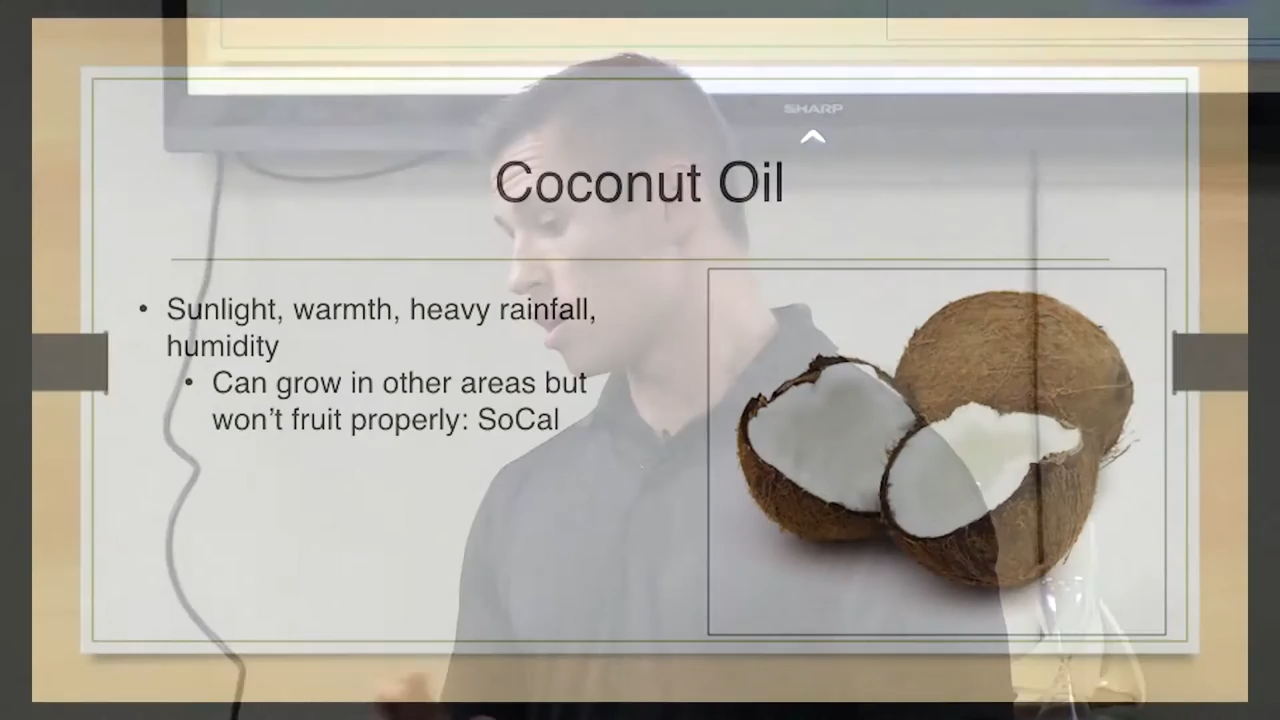 SHARP
Coconut Oil
• Sunlight, warmth, heavy rainfall,
humidity
• Can grow in other areas but
won’t fruit properly: SoCal